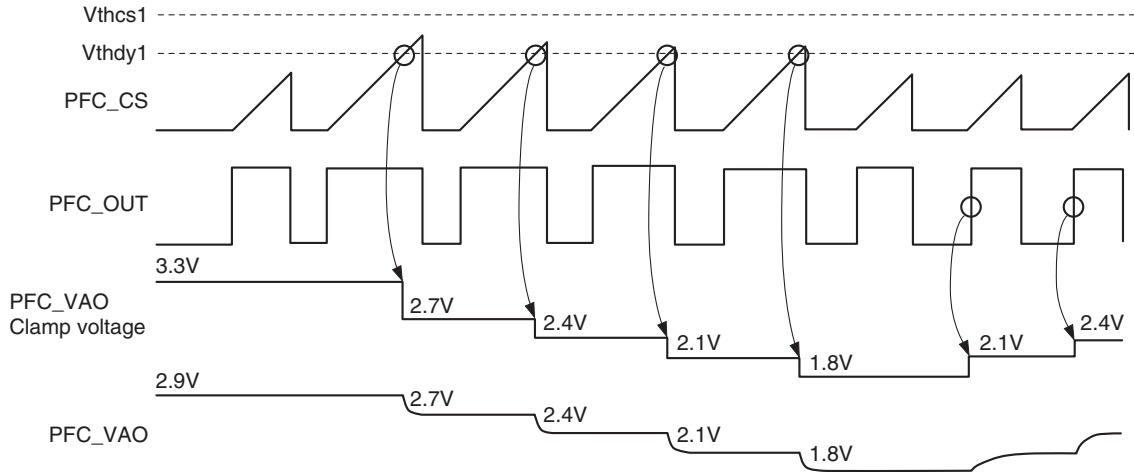 Vthcs1
Vthdy1
PFC_CS
PFC_OUT
3.3V
PFC_VAO
Clamp voltage
2.7V
2.4V
2.1V
1.8V
2.1V
2.4V
2.9V
PFC_VAO
2.7V
2.4V
2.1V
1.8V